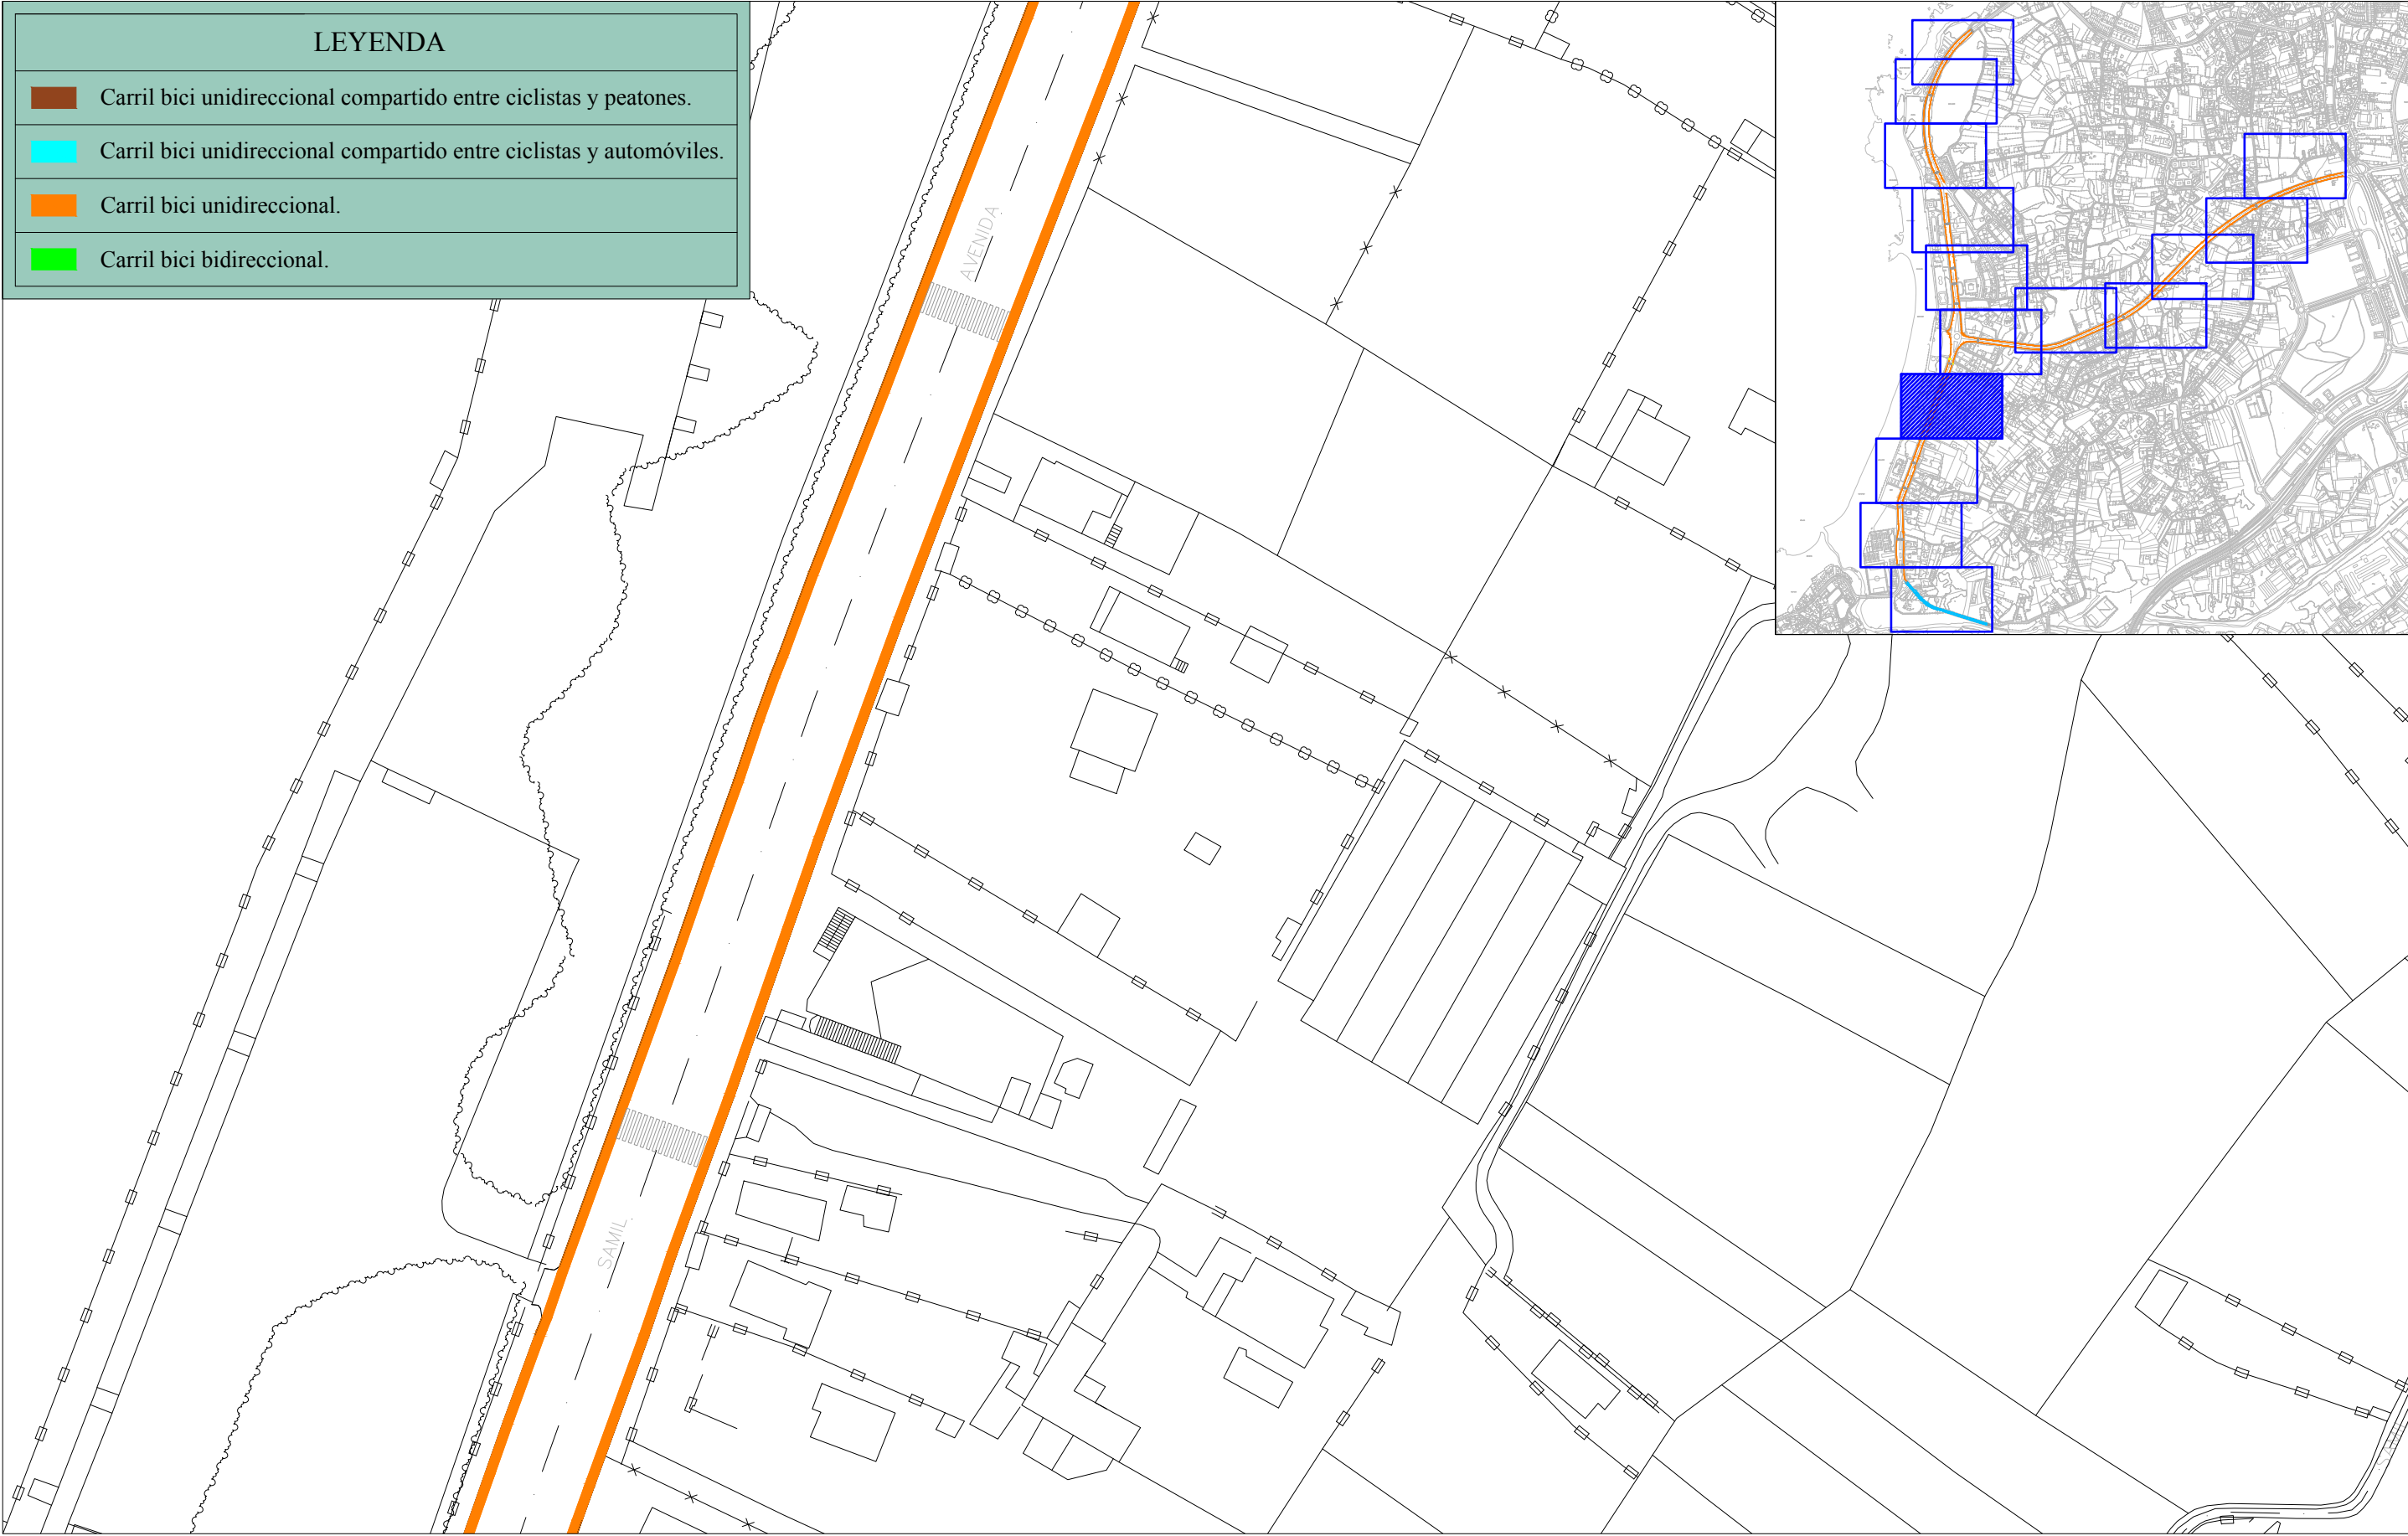 LEYENDA
Carril bici unidireccional compartido entre ciclistas y peatones.
Carril bici unidireccional compartido entre ciclistas y automóviles.
Carril bici unidireccional.
Carril bici bidireccional.
AVENIDA
SAMIL